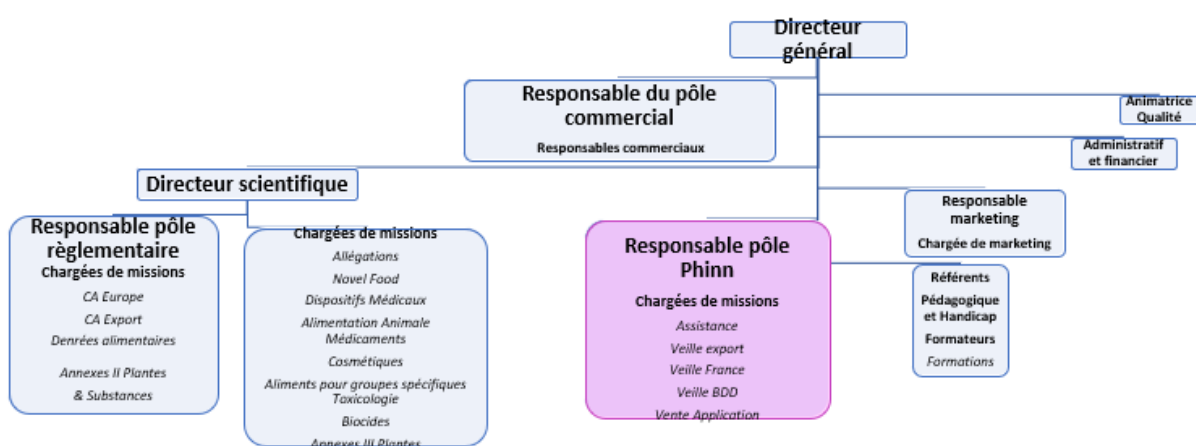 Directeur
général
Responsable du pôle
commercial
Responsables commerciaux
Animatrice
Qualité
Administratif
et financier
Directeur scientifique
Responsable
marketing
Chargée de marketing
Responsable pôle
règlementaire
Chargées de missions
CA Europe
CA Export
Denrées alimentaires
Annexes II Plantes
& Substances
Chargées de missions
Allégations
Novel Food
Dispositifs Médicaux
Alimentation Animale
Médicaments
Cosmétiques
Aliments pour groupes spécifiques
Toxicologie
Biocides
Annexes III Plantes
Responsable pôle
Phinn
Chargées de missions
Assistance
Veille export
Veille France
Veille BDD
Vente Application
Référents
Pédagogique
et Handicap
Formateurs
Formations